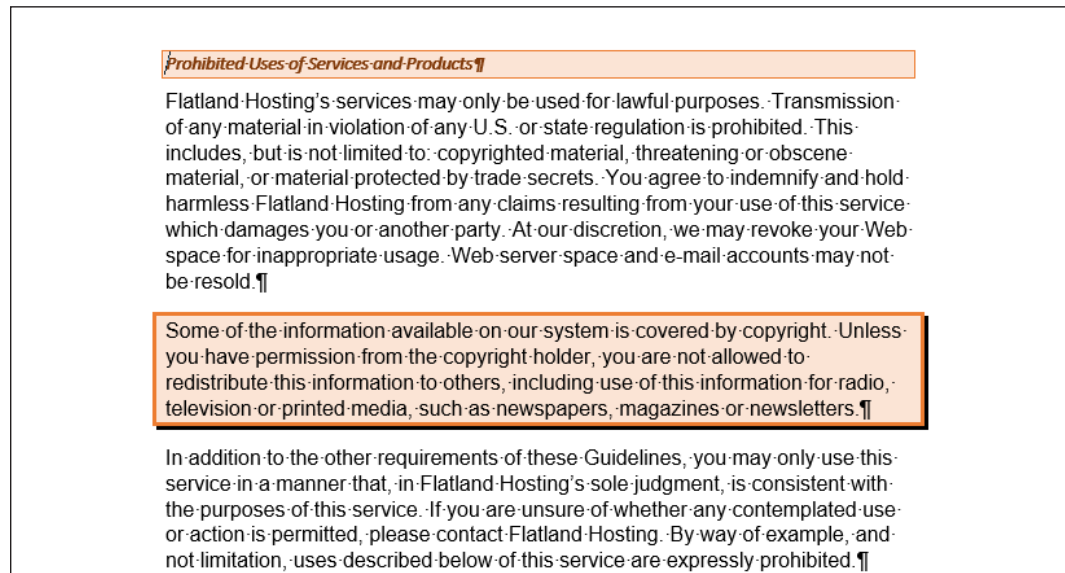 Prohibited Uses of Services and Products¶
Flatland Hosting's services may only be used for lawful purposes. Transmission
of any material in violation of any U.S. or state regulation is prohibited. This
includes, but is not limited to: copyrighted material, threatening or obscene
material, or material protected by trade secrets. You agree to indemnify and hold
harmless Flatland Hosting from any claims resulting from your use of this service
which damages you or another party. At our discretion, we may revoke your Web
space for inappropriate usage. Web server space and e-mail accounts may not
be resold.¶
Some of the information available on our system is covered by copyright. Unless
you have permission from the copyright holder, you are not allowed to
redistribute this information to others, including use of this information for radio,
television or printed media, such as newspapers, magazines or newsletters.¶
In addition to the other requirements of these Guidelines, you may only use this
service in a manner that, in Flatland Hosting's sole judgment, is consistent with
the purposes of this service. If you are unsure of whether any contemplated use
or action is permitted, please contact Flatland Hosting. By way of example, and
not limitation, uses described below of this service are expressly prohibited.¶